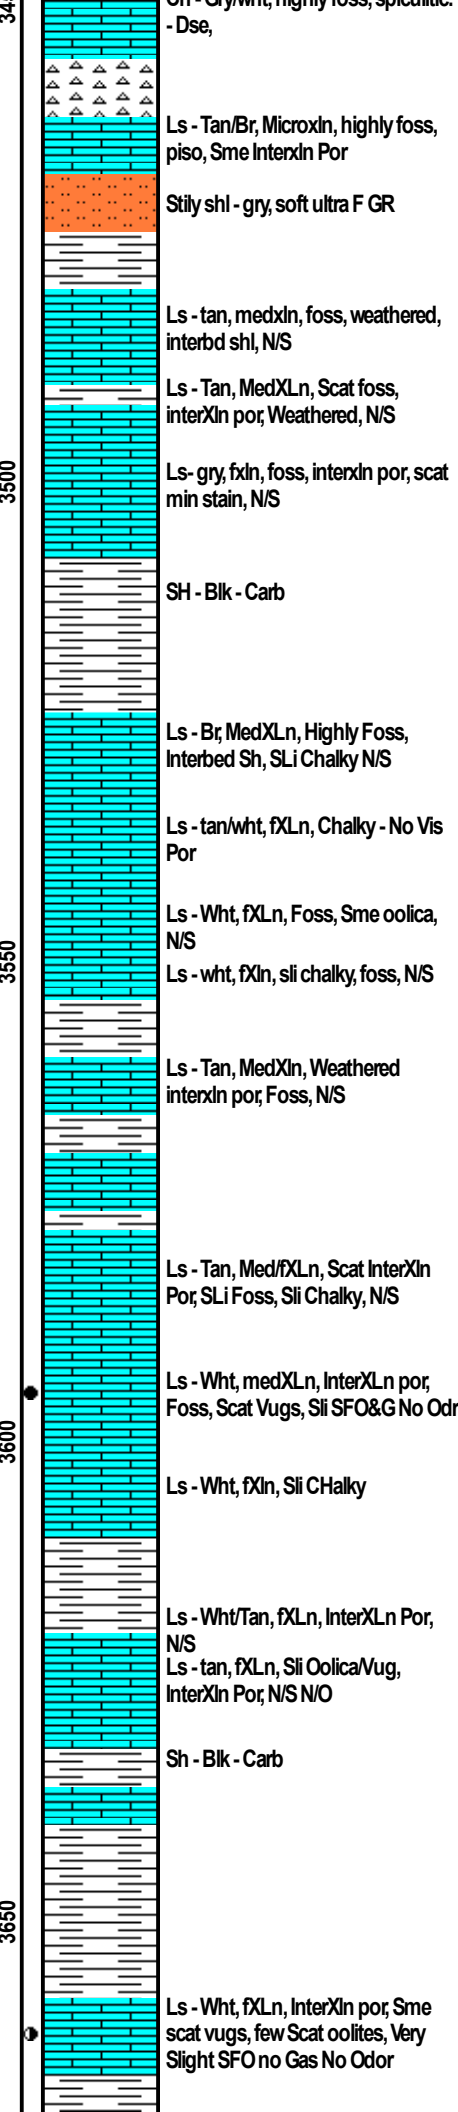 Gry/wht, highly foss, spiculitic.
- Dse,
Ls - Tan/Br, Microxln, highly foss,
piso, Sme Interxln Por
Stily shl - gry, soft ultra F GR
Ls - tan, medxln, foss, weathered,
interbd shl, N/S
Ls - Tan, MedXLn, Scat foss,
interXln por, Weathered, N/S
3500
Ls- gry, fxln, foss, interxln por, scat
min stain, N/S
SH - Blk - Carb
Ls - Br, MedXLn, Highly Foss,
Interbed Sh, SLi Chalky N/S
Ls - tan/wht, fXLn, Chalky - No Vis
Por
Ls - Wht, fXLn, Foss, Sme oolica,
N/S
3550
Ls - wht, fXln, sli chalky, foss, N/S
Ls - Tan, MedXln, Weathered
interxln por, Foss, N/S
Ls - Tan, Med/fXLn, Scat InterXln
Por, SLi Foss, Sli Chalky, N/S
Ls - Wht, medXLn, InterXLn por,
Foss, Scat Vugs, Sli SFO&G No Odr
3600
Ls - Wht, fXln, Sli CHalky
Ls - Wht/Tan, fXLn, InterXLn Por,
N/S
Ls - tan, fXLn, Sli Oolica/Vug,
InterXln Por, N/S N/O
Sh - Blk - Carb
3650
Ls - Wht, fXLn, InterXln por, Sme
scat vugs, few Scat oolites, Very
Slight SFO no Gas No Odor